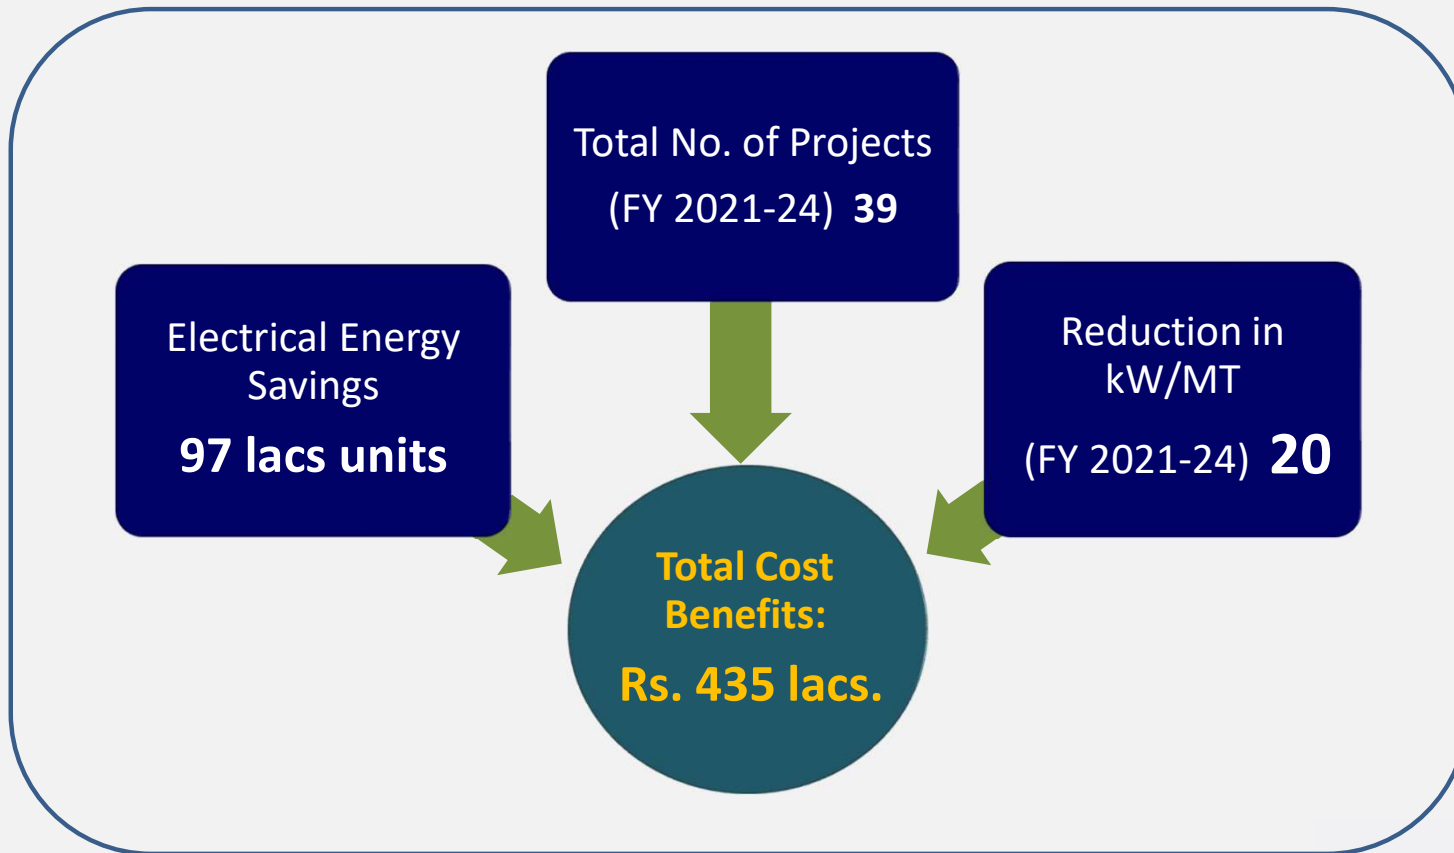 Total No. of Projects
(FY 2021-24) 39
Electrical Energy
Savings
97 lacs units
Reduction in
kW/MT
(FY 2021-24) 20
Total Cost
Benefits:
Rs. 435 lacs.